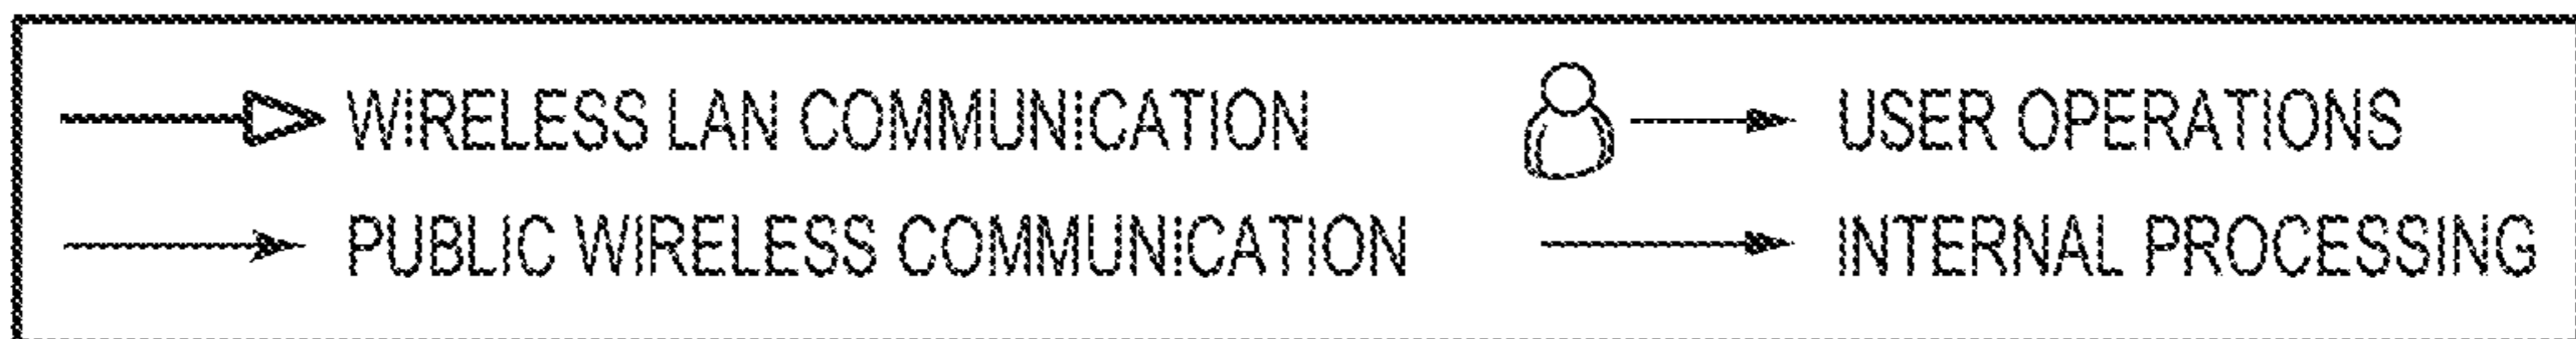 WIRELESS LAN COMMUNICATION
USER OPERATIONS
PUBLIC WIRELESS COMMUNICATION
INTERNAL PROCESSING